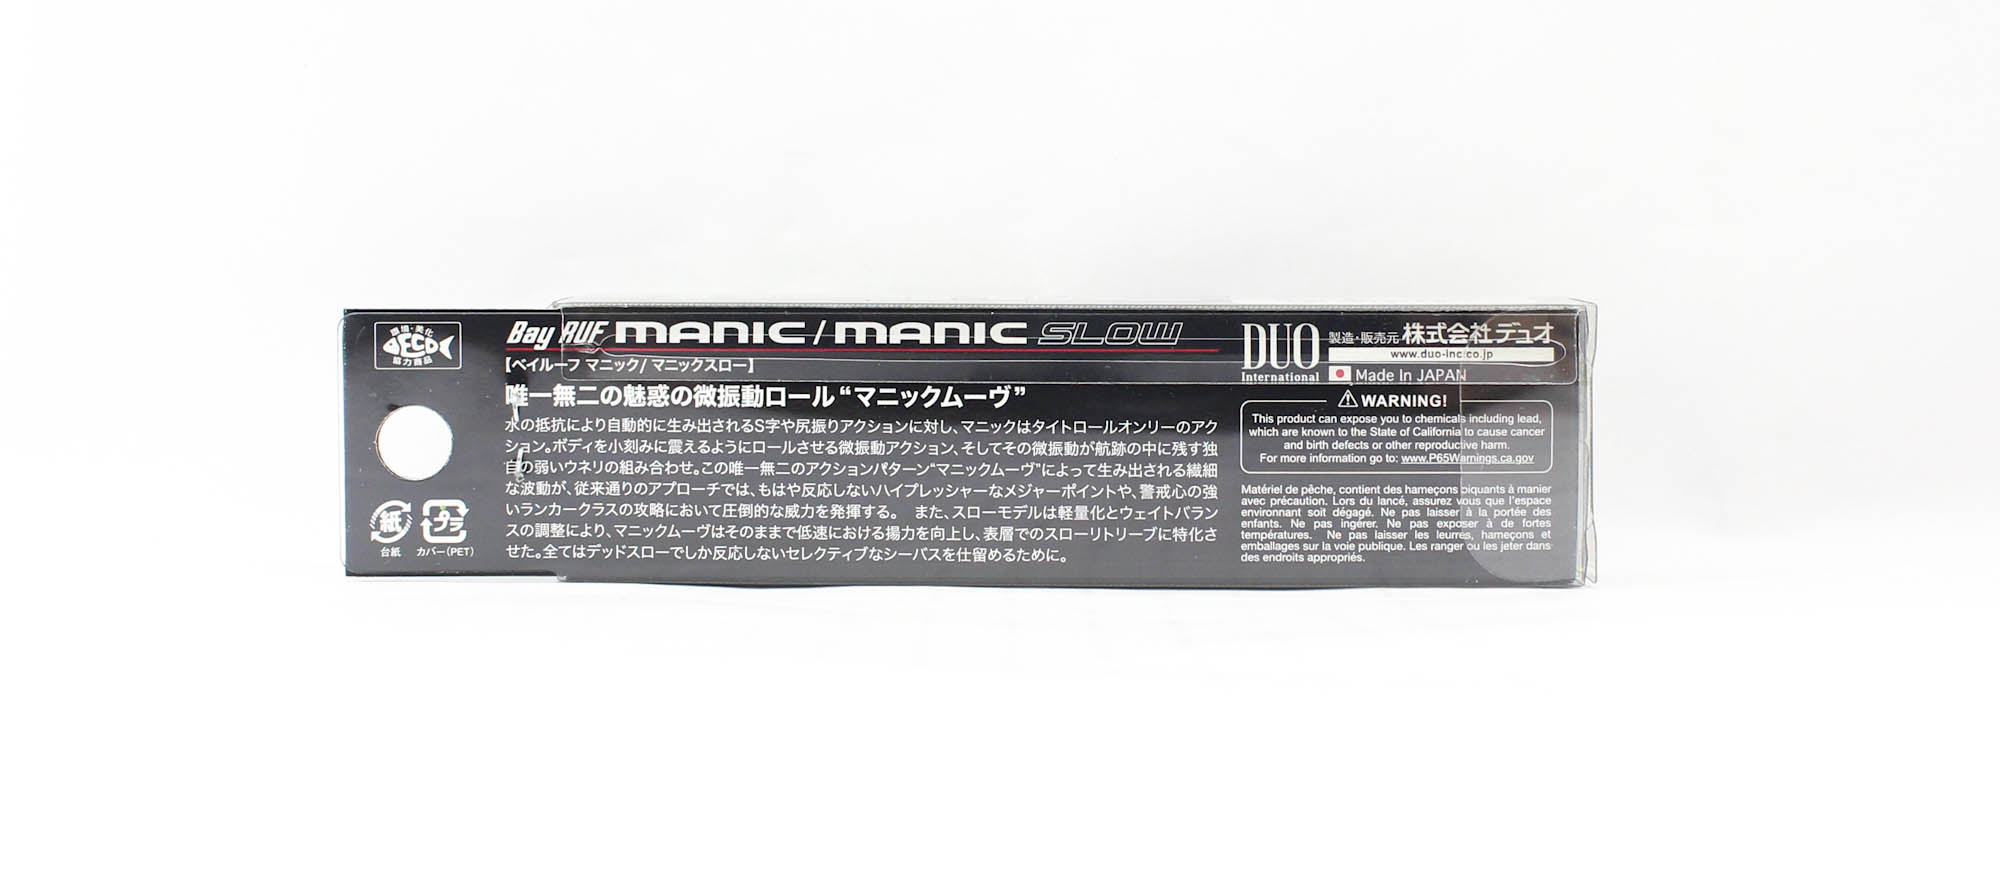 環境・美化
ECO
協力商品
紙
台紙
プラ
カバー(PET)
Bay RUF MANIC/MANIC SLOW
【ベイルーフ マニック/ マニックスロー】
唯一無二の魅惑の微振動ロール“マニックムーヴ”
水の抵抗により自動的に生み出されるS字や尻振りアクションに対し、マニックはタイトロールオンリーのアク
ション。ボディを小刻みに震えるようにロールさせる微振動アクション、そしてその微振動が航跡の中に残す独
自の弱いウネリの組み合わせ。この唯一無二のアクションパターン“マニックムーヴ”によって生み出される繊細
な波動が、従来通りのアプローチでは、もはや反応しないハイプレッシャーなメジャーポイントや、警戒心の強
いランカークラスの攻略において圧倒的な威力を発揮する。 また、スローモデルは軽量化とウェイトバラン
スの調整により、マニックムーヴはそのままで低速における揚力を向上し、表層でのスローリトリーブに特化さ
せた。全てはデッドスローでしか反応しないセレクティブなシーバスを仕留めるために。
DUO
International
製造・販売元 株式会社デュオ
www.duo-inc.co.jp
Made In JAPAN
WARNING!
This product can expose you to chemicals including lead,
which are known to the State of California to cause cancer
and birth defects or other reproductive harm.
For more information go to: www.P65Warnings.ca.gov
Matériel de pêche, contient des hameçons piquants à manier
avec précaution. Lors du lancé, assurez vous que l'espace
environnant soit dégagé. Ne pas laisser à la portée des
enfants. Ne pas ingérer. Ne pas exposer à de fortes
températures. Ne pas laisser les leurres, hameçons et
emballages sur la voie publique. Les ranger ou les jeter dans
des endroits appropriés.